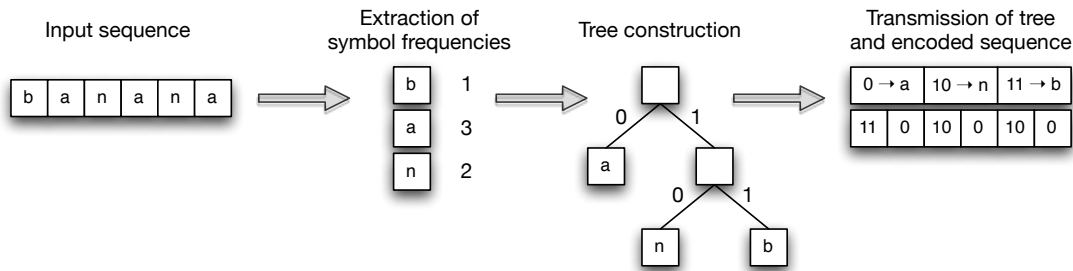 Input sequence
b a n a n a
Extraction of
symbol frequencies
b 1
a 3
n 2
Tree construction
0 1
a
0 1
n b
Transmission of tree
and encoded sequence
0 → a 10 → n 11 → b
11 0 10 0 10 0